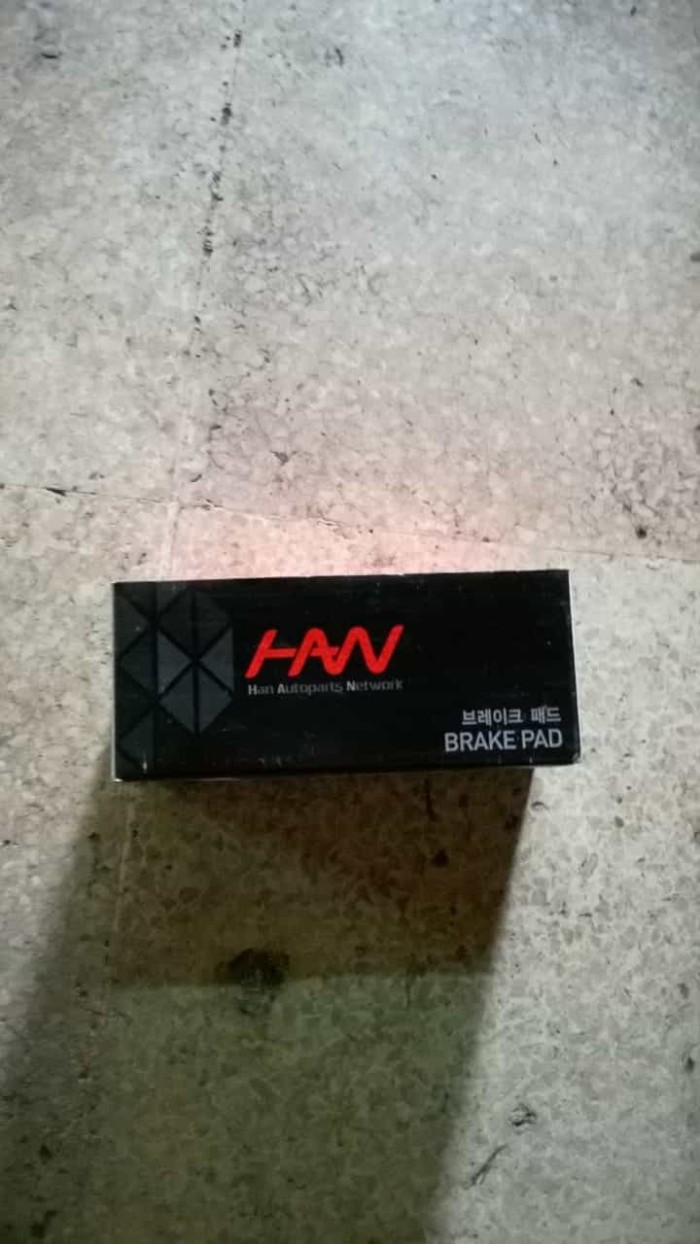 HAN
Han Autoparts Network
브레이크 패드
BRAKE PAD